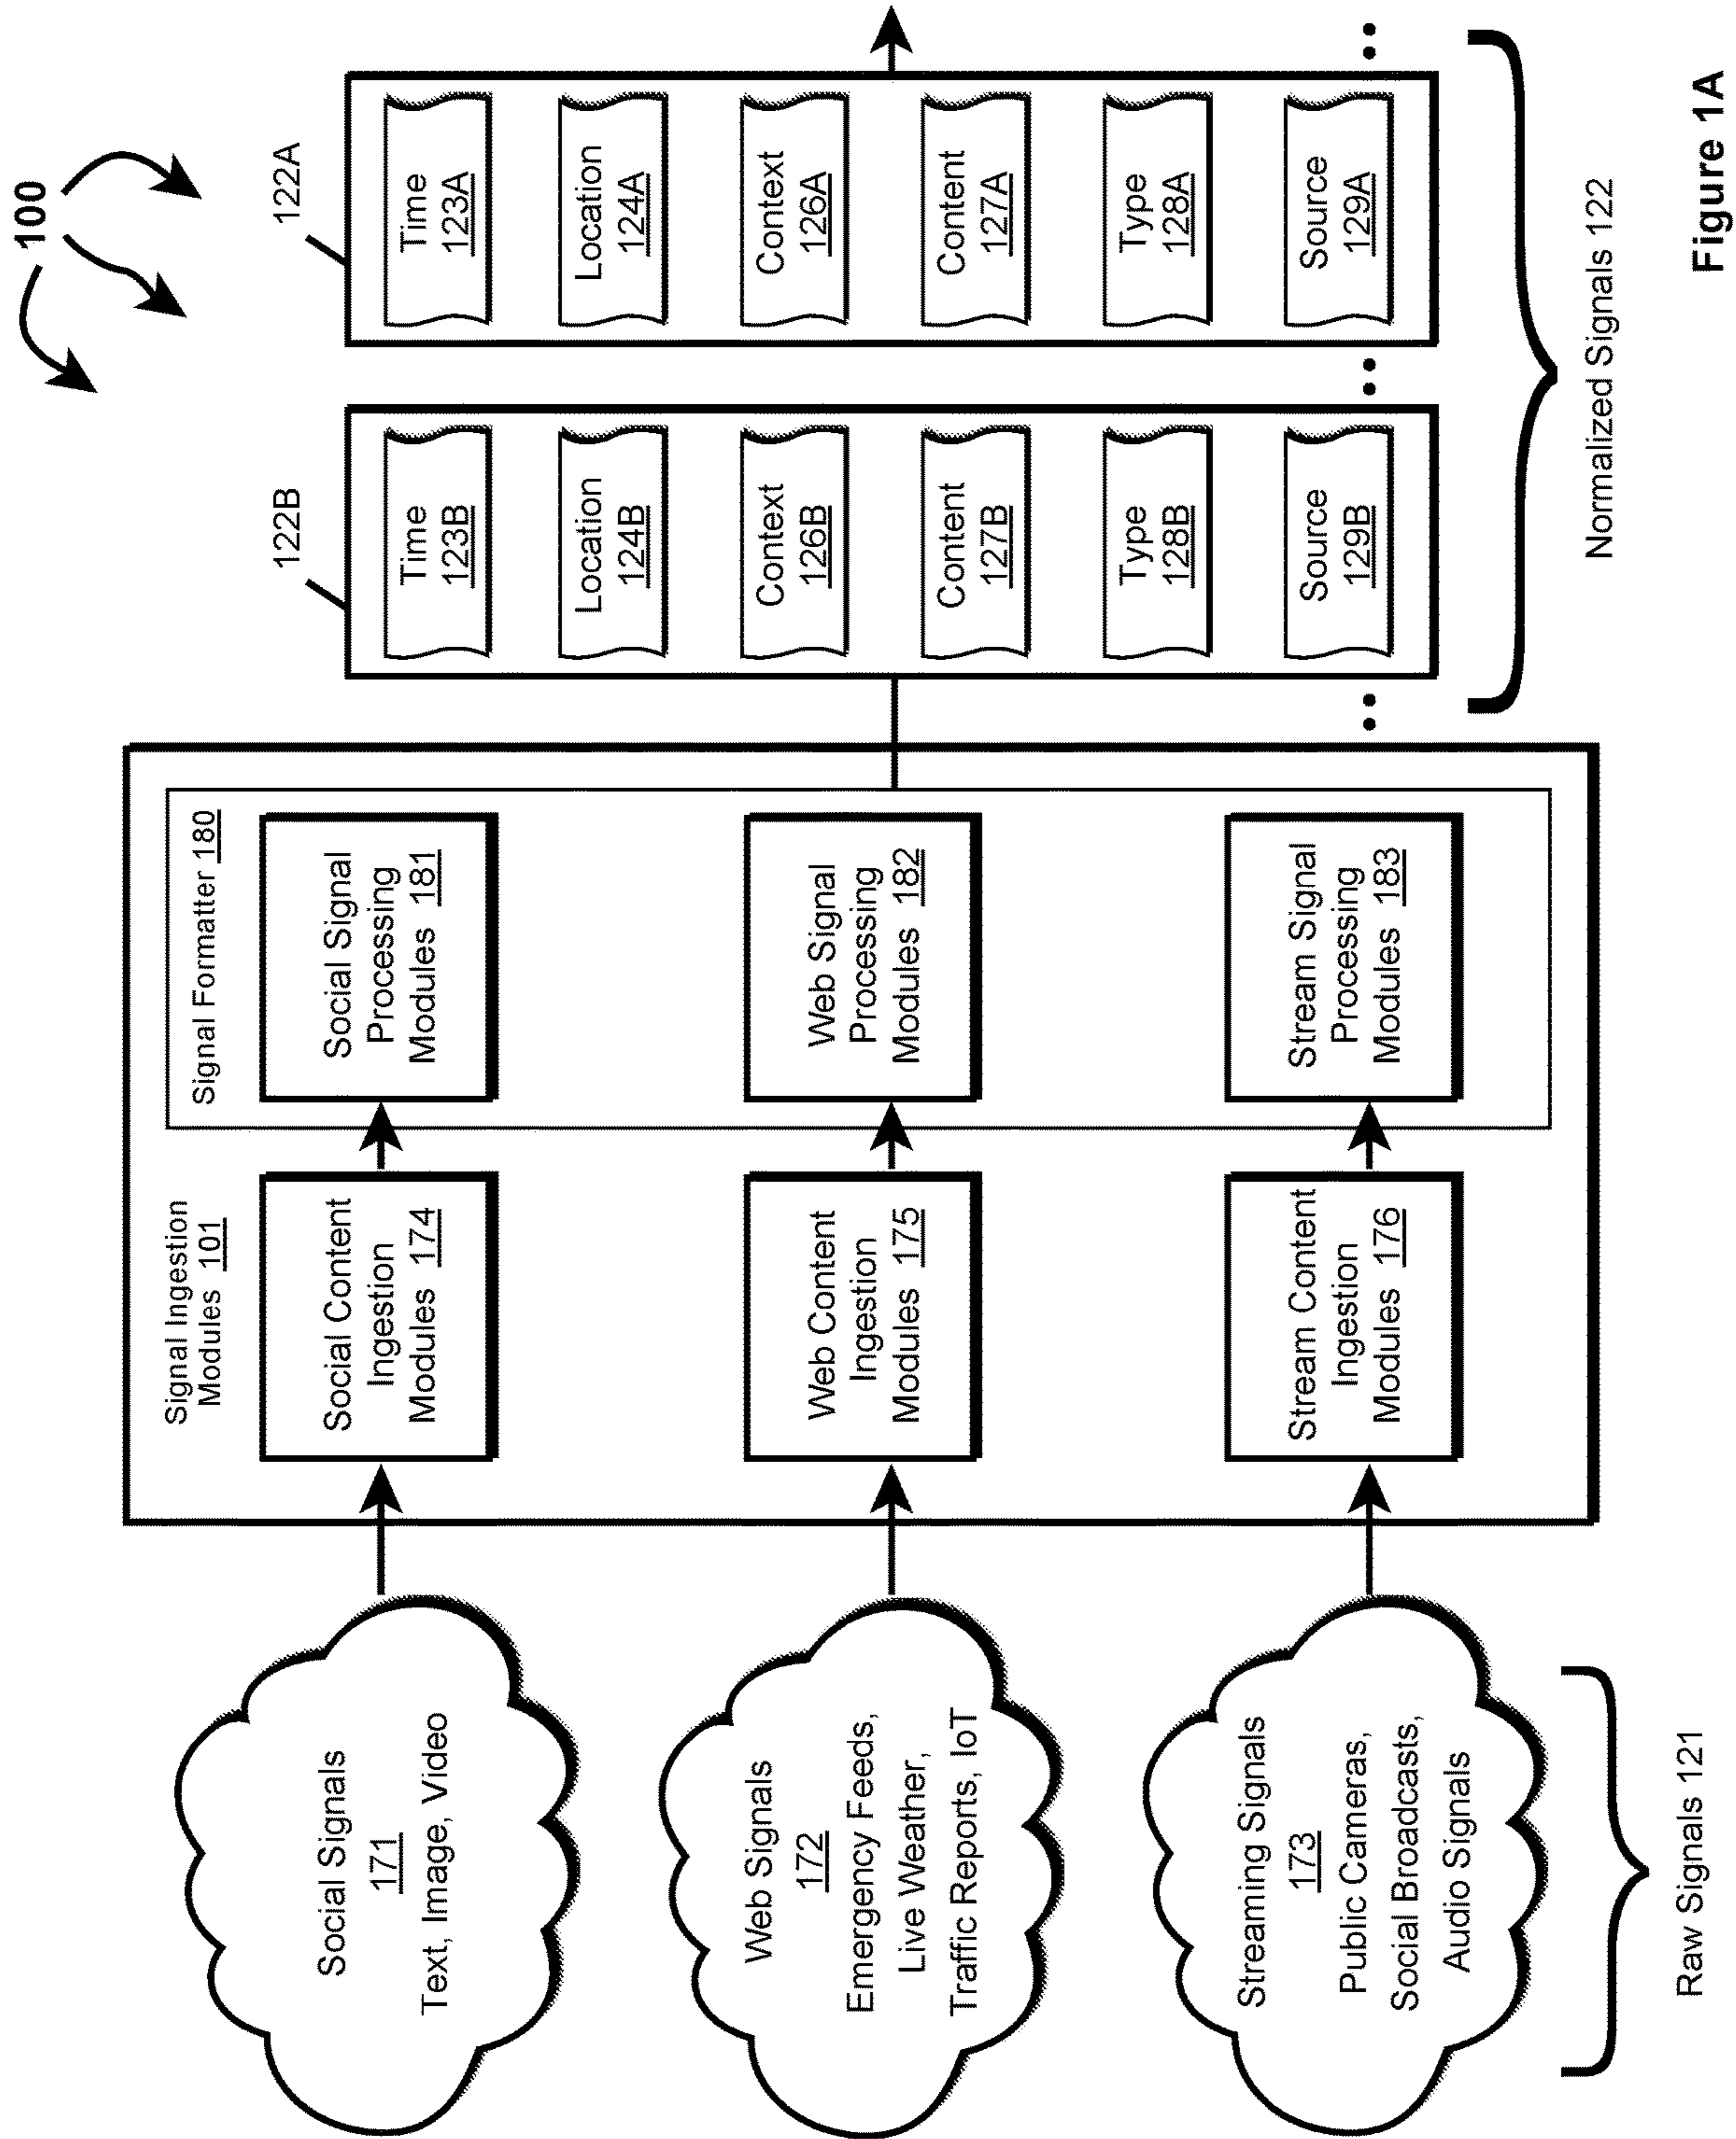 100
Signal Ingestion
Modules 101
Signal Formatter 180
122B
122A
Social Signals
171
Text, Image, Video
Social Content
Ingestion
Modules 174
Social Signal
Processing
Modules 181
Web Signals
172
Emergency Feeds,
Live Weather,
Traffic Reports, IoT
Web Content
Ingestion
Modules 175
Web Signal
Processing
Modules 182
Streaming Signals
173
Public Cameras,
Social Broadcasts,
Audio Signals
Stream Content
Ingestion
Modules 176
Stream Signal
Processing
Modules 183
Time
123B
Location
124B
Context
126B
Content
127B
Type
128B
Source
129B
Time
123A
Location
124A
Context
126A
Content
127A
Type
128A
Source
129A
Raw Signals 121
Normalized Signals 122
Figure 1A